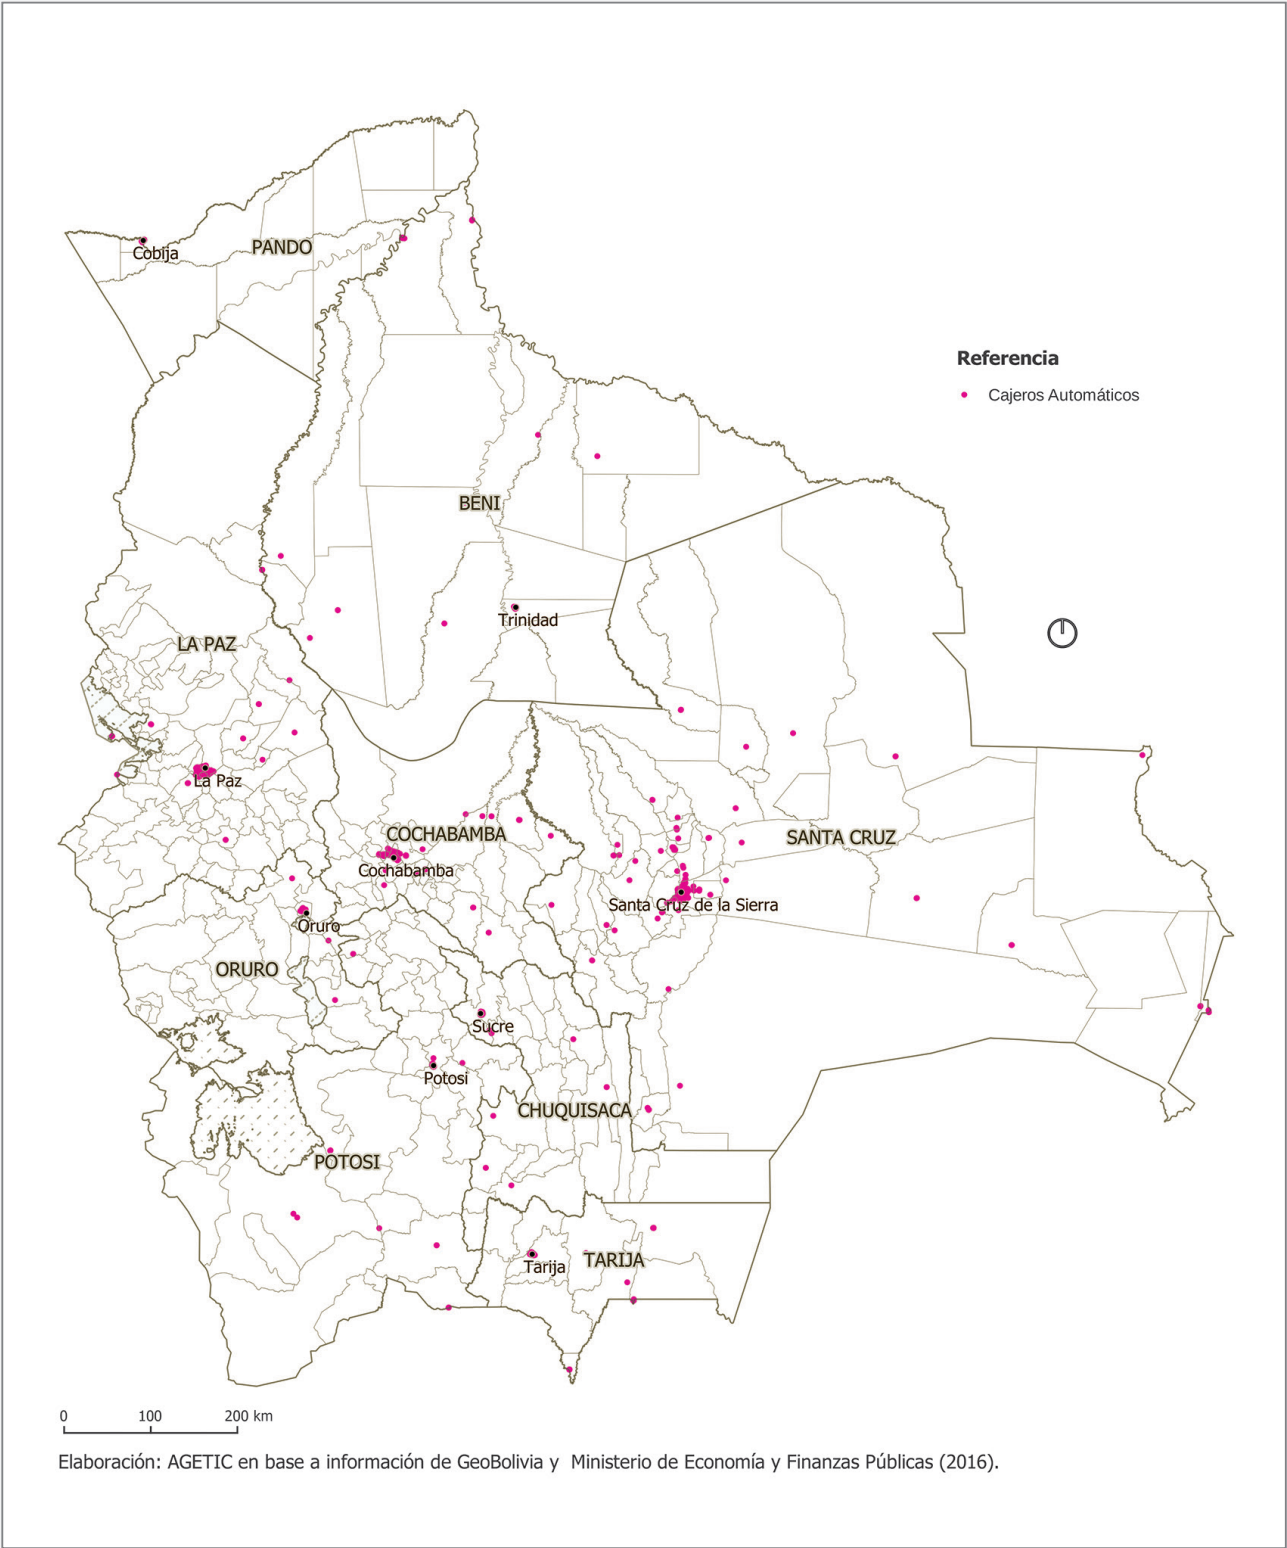 Cobija
PANDO
Referencia
Cajeros Automáticos
BENI
Trinidad
LA PAZ
La Paz
COCHABAMBA
SANTA CRUZ
Cochabamba
Santa Cruz de la Sierra
Oruro
ORURO
Sucre
Potosi
CHUQUISACA
POTOSI
TARIJA
Tarija
0 100 200 km
Elaboración: AGETIC en base a información de GeoBolivia y Ministerio de Economía y Finanzas Públicas (2016).